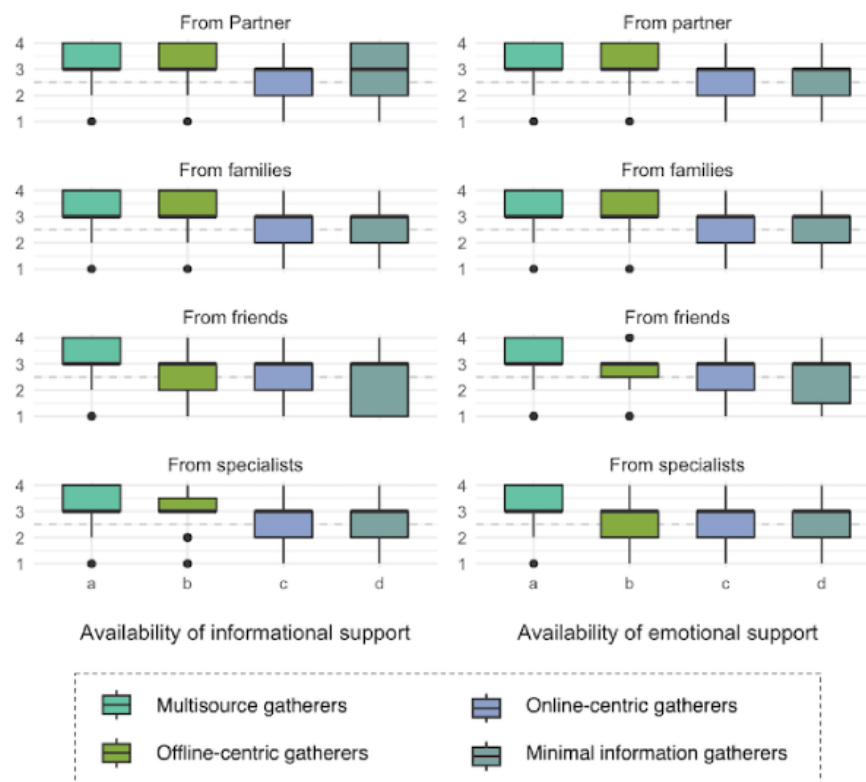 From Partner
4
3
2
1
From partner
4
3
2
1
From families
4
3
2
1
From families
4
3
2
1
From friends
4
3
2
1
From friends
4
3
2
1
From specialists
4
3
2
1
a b c d
From specialists
4
3
2
1
a b c d
Availability of informational support
Availability of emotional support
Multisource gatherers
Online-centric gatherers
Offline-centric gatherers
Minimal information gatherers